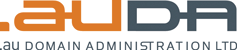 .auDA
.au DOMAIN ADMINISTRATION LTD